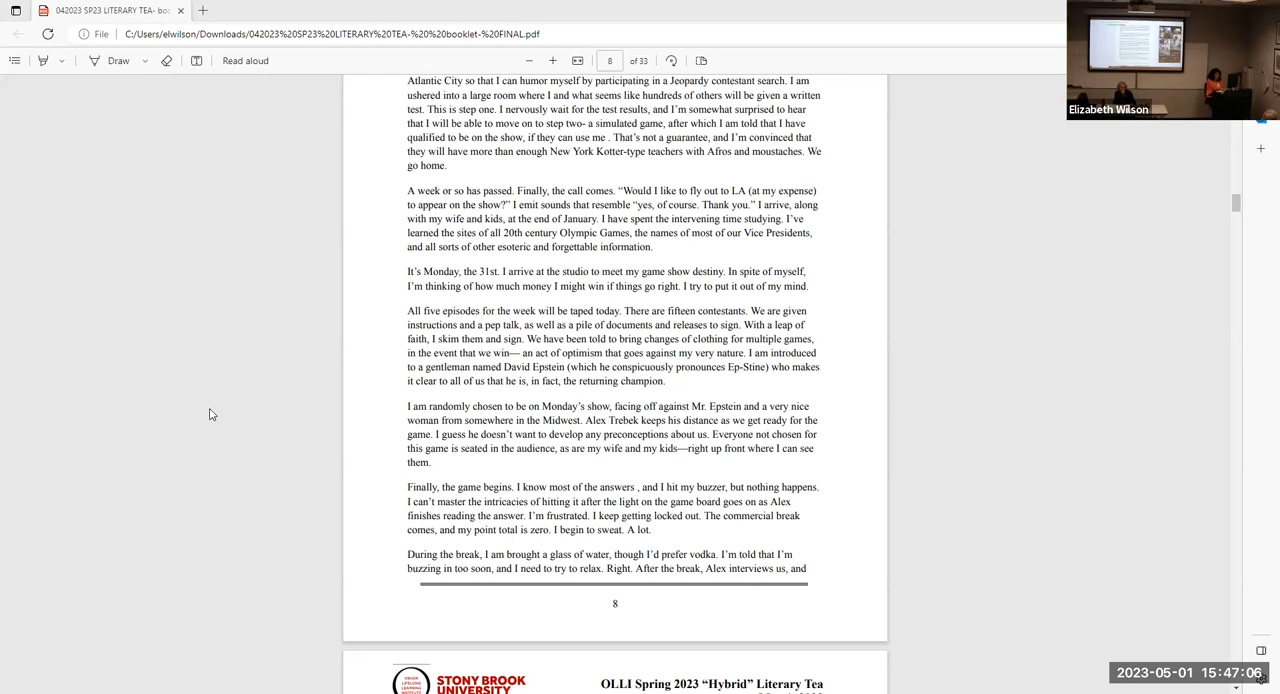 042023 SP23 LITERARY TEA- boo
File
C:/Users/elwilson/Downloads/042023%20SP23%20LITERARY%20TEA-%20%20booklet-%20FINAL.pdf
Draw
Read aloud
8
of 33
Elizabeth Wilson
Atlantic City so that I can humor myself by participating in a Jeopardy contestant search. I am
ushered into a large room where I and what seems like hundreds of others will be given a written
test. This is step one. I nervously wait for the test results, and I'm somewhat surprised to hear
that I will be able to move on to step two- a simulated game, after which I am told that I have
qualified to be on the show, if they can use me . That's not a guarantee, and I'm convinced that
they will have more than enough New York Kotter-type teachers with Afros and moustaches. We
go home.
A week or so has passed. Finally, the call comes. “Would I like to fly out to LA (at my expense)
to appear on the show?” I emit sounds that resemble “yes, of course. Thank you.” I arrive, along
with my wife and kids, at the end of January. I have spent the intervening time studying. I've
learned the sites of all 20th century Olympic Games, the names of most of our Vice Presidents,
and all sorts of other esoteric and forgettable information.
It's Monday, the 31st. I arrive at the studio to meet my game show destiny. In spite of myself,
I'm thinking of how much money I might win if things go right. I try to put it out of my mind.
All five episodes for the week will be taped today. There are fifteen contestants. We are given
instructions and a pep talk, as well as a pile of documents and releases to sign. With a leap of
faith, I skim them and sign. We have been told to bring changes of clothing for multiple games,
in the event that we win— an act of optimism that goes against my very nature. I am introduced
to a gentleman named David Epstein (which he conspicuously pronounces Ep-Stine) who makes
it clear to all of us that he is, in fact, the returning champion.
I am randomly chosen to be on Monday's show, facing off against Mr. Epstein and a very nice
woman from somewhere in the Midwest. Alex Trebek keeps his distance as we get ready for the
game. I guess he doesn't want to develop any preconceptions about us. Everyone not chosen for
this game is seated in the audience, as are my wife and my kids—right up front where I can see
them.
Finally, the game begins. I know most of the answers , and I hit my buzzer, but nothing happens.
I can't master the intricacies of hitting it after the light on the game board goes on as Alex
finishes reading the answer. I'm frustrated. I keep getting locked out. The commercial break
comes, and my point total is zero. I begin to sweat. A lot.
During the break, I am brought a glass of water, though I'd prefer vodka. I'm told that I'm
buzzing in too soon, and I need to try to relax. Right. After the break, Alex interviews us, and
8
OSHER
LIFELONG
LEARNING
INSTITUTE
STONY BROOK
UNIVERSITY
OLLI Spring 2023 “Hybrid” Literary Tea
2023-05-01 15:47:06